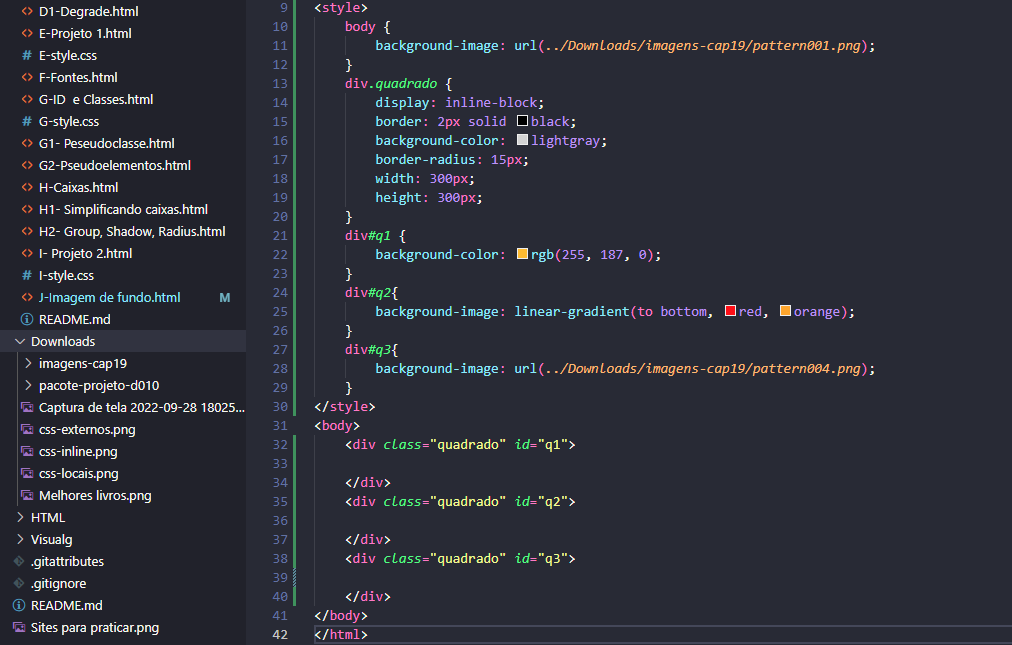 D1-Degrade.html
E-Projeto 1.html
# E-style.css
F-Fontes.html
G-ID  e Classes.html
# G-style.css
G1- Peseudoclasse.html
G2-Pseudoelementos.html
H-Caixas.html
H1- Simplificando caixas.html
H2- Group, Shadow, Radius.html
I- Projeto 2.html
# I-style.css
J-Imagem de fundo.html M
README.md
Downloads
imagens-cap19
pacote-projeto-d010
Captura de tela 2022-09-28 18025...
css-externos.png
css-inline.png
css-locais.png
Melhores livros.png
HTML
Visualg
.gitattributes
.gitignore
README.md
Sites para praticar.png
9 <style>
10 body {
11 background-image: url(../Downloads/imagens-cap19/pattern001.png);
12 }
13 div.quadrado {
14 display: inline-block;
15 border: 2px solid black;
16 background-color: lightgray;
17 border-radius: 15px;
18 width: 300px;
19 height: 300px;
20 }
21 div#q1 {
22 background-color: rgb(255, 187, 0);
23 }
24 div#q2{
25 background-image: linear-gradient(to bottom, red, orange);
26 }
27 div#q3{
28 background-image: url(../Downloads/imagens-cap19/pattern004.png);
29 }
30 </style>
31 <body>
32 <div class="quadrado" id="q1">
33
34 </div>
35 <div class="quadrado" id="q2">
36
37 </div>
38 <div class="quadrado" id="q3">
39
40 </div>
41 </body>
42 </html>